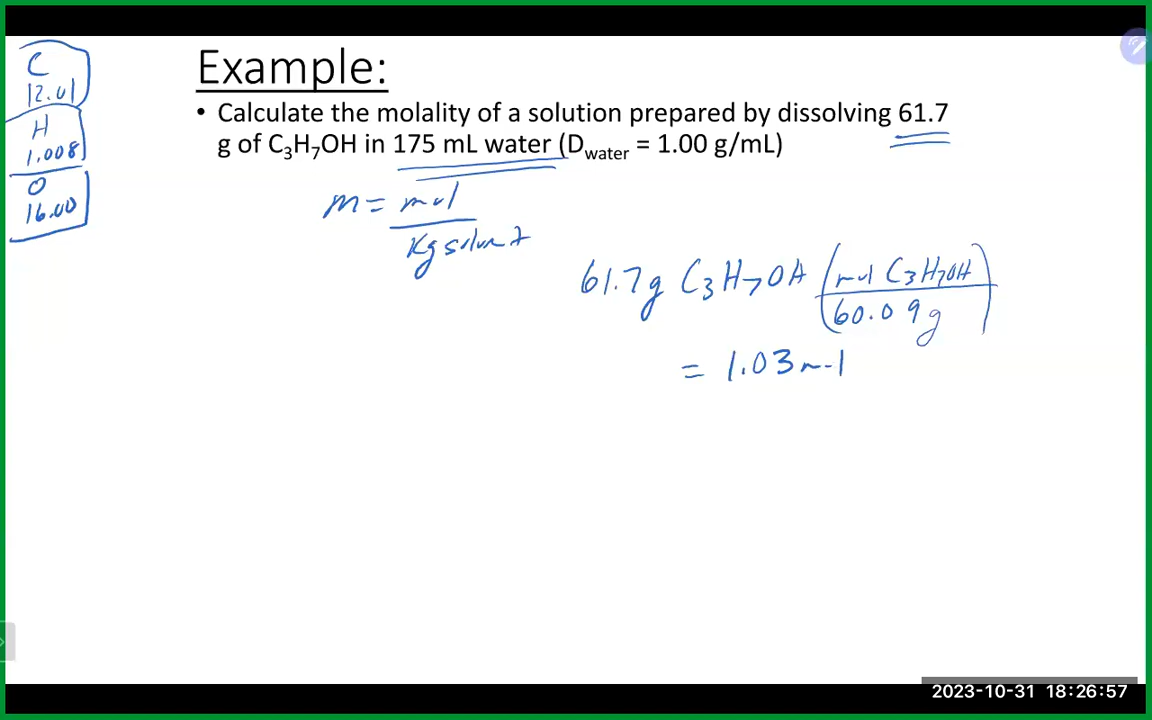 C
12.01
H
1.008
O
16.00
Example:
• Calculate the molality of a solution prepared by dissolving 61.7
g of C₃H₇OH in 175 mL water (Dwater = 1.00 g/mL)
m = mol
Kg solvent
61.7g C₃H₇OH (mol C₃H₇OH
60.09g)
= 1.03 mol
2023-10-31 18:26:57